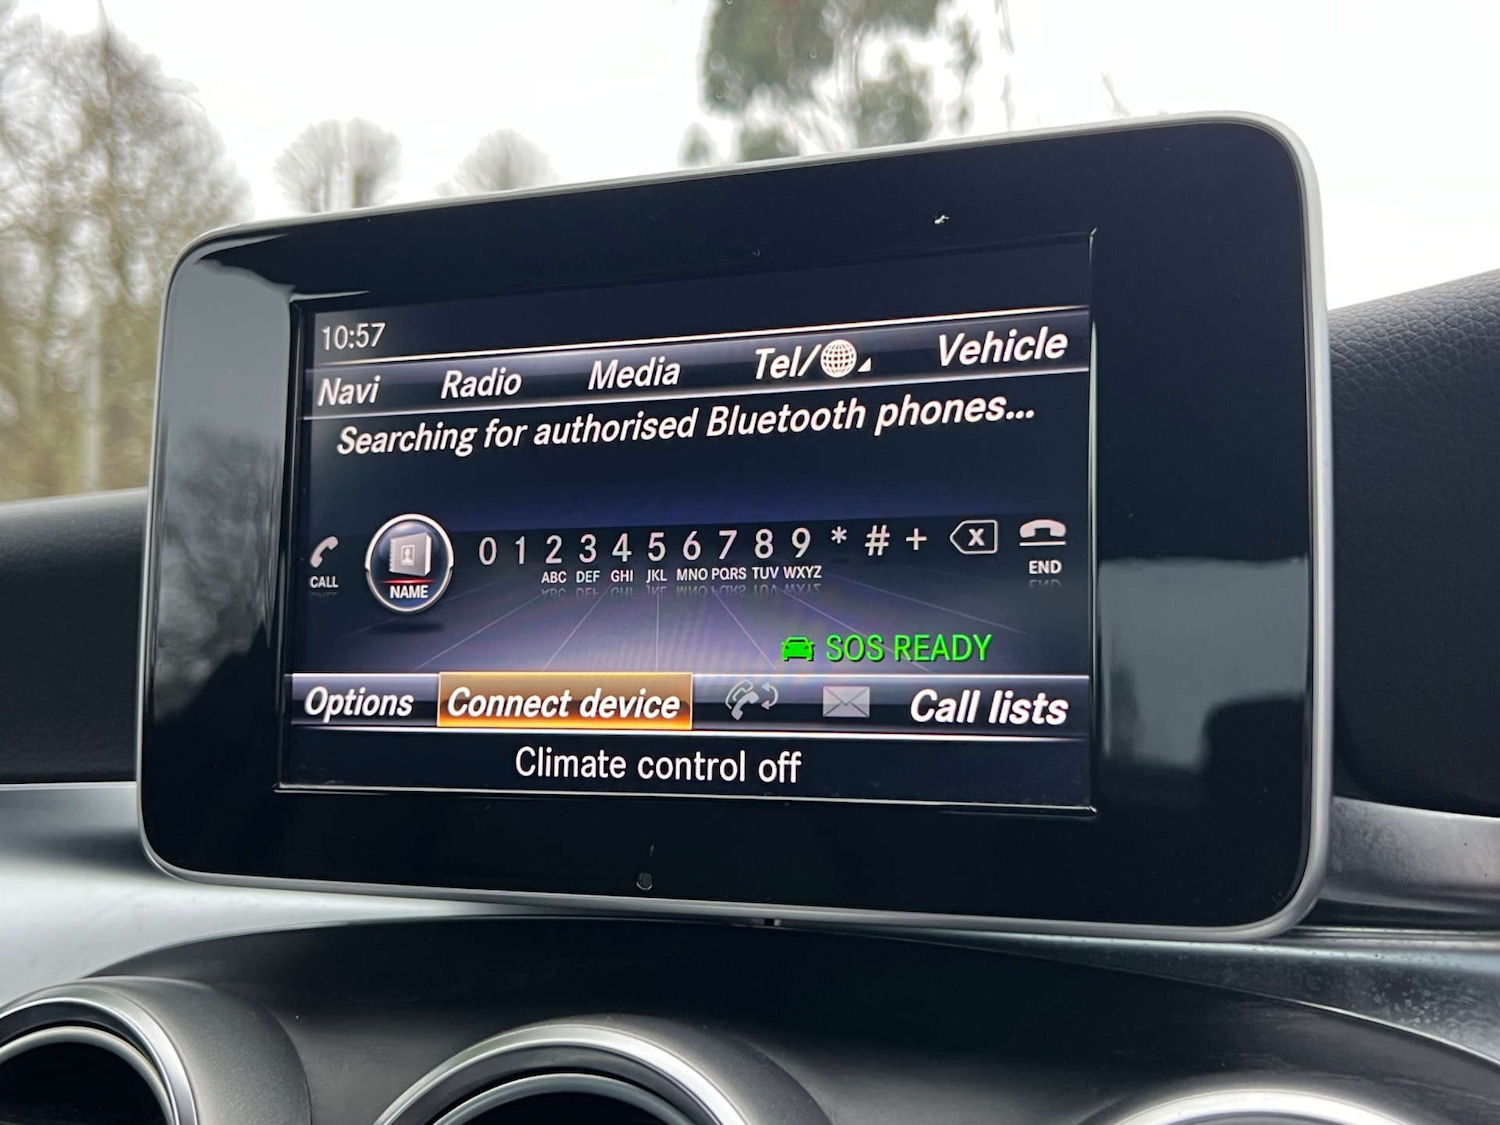 10:57
Navi Radio Media Tel/ Vehicle
Searching for authorised Bluetooth phones...
0 1 2 3 4 5 6 7 8 9 * # + X
ABC DEF GHI JKL MNO PQRS TUV WXYZ
CALL NAME END
SOS READY
Options Connect device Call lists
Climate control off